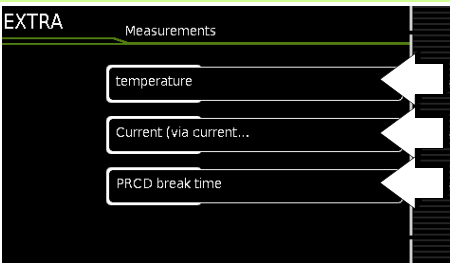 EXTRA
Measurements
temperature
Current (via current...
PRCD break time